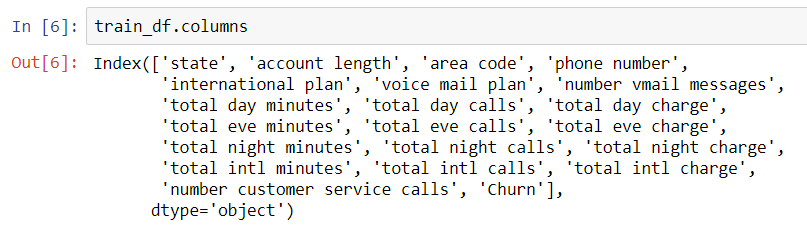 In [6]: train_df.columns
Out[6]: Index(['state', 'account length', 'area code', 'phone number',
'international plan', 'voice mail plan', 'number vmail messages',
'total day minutes', 'total day calls', 'total day charge',
'total eve minutes', 'total eve calls', 'total eve charge',
'total night minutes', 'total night calls', 'total night charge',
'total intl minutes', 'total intl calls', 'total intl charge',
'number customer service calls', 'Churn'],
dtype='object')